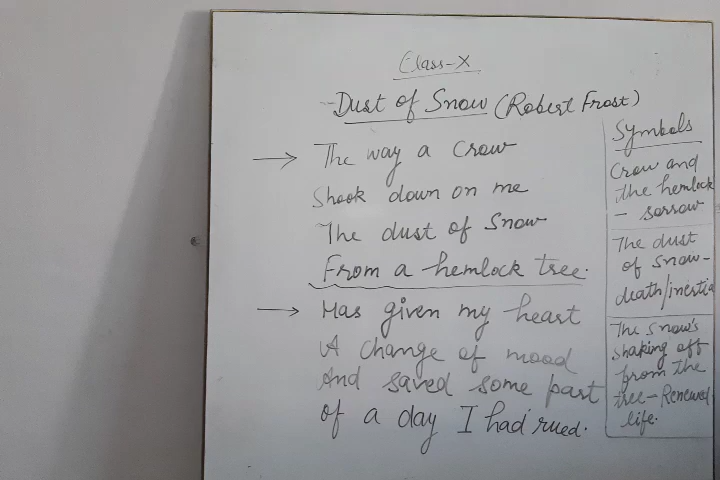 Class-X
Dust of Snow (Robert Frost)
The way a Crow
Shook down on me
The dust of Snow
From a hemlock tree.
Has given my heart
A change of mood
And saved some part
of a day I had rued.
Symbols
Crow and
the hemlock
- sorrow
The dust
of snow-
death/inertia
The snow's
shaking off
from the
tree-Renewed
life.